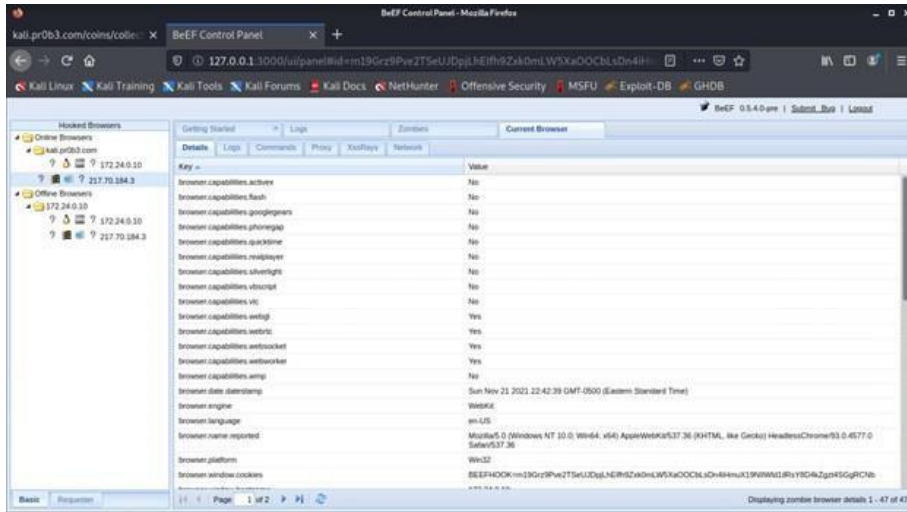 BeEF Control Panel - Mozilla Firefox
kali.pr0b3.com/coins/collec
BeEF Control Panel
127.0.0.1:3000/ui/panel#id=
Kali Linux Kali Training Kali Tools Kali Forums Kali Docs NetHunter Offensive Security MSFU Exploit-DB GHDB
BeEF 0.5.4.0-pre | Submit Bug | Logout
Hooked Browsers
Online Browsers
kali.pr0b3.com
? ? 172.24.0.10
? ? 217.70.184.3
Offline Browsers
172.24.0.10
? ? 172.24.0.10
? ? 217.70.184.3
Basic Requester
Getting Started Logs Zombies Current Browser
Details Logs Commands Proxy XssRays Network
Key Value
browser.capabilities.activex No
browser.capabilities.flash No
browser.capabilities.googlegears No
browser.capabilities.phonegap No
browser.capabilities.quicktime No
browser.capabilities.realplayer No
browser.capabilities.silverlight No
browser.capabilities.vbscript No
browser.capabilities.vlc No
browser.capabilities.webgl Yes
browser.capabilities.webrtc Yes
browser.capabilities.websocket Yes
browser.capabilities.webworker Yes
browser.capabilities.wmp No
browser.date.datestamp Sun Nov 21 2021 22:42:39 GMT-0500 (Eastern Standard Time)
browser.engine WebKit
browser.language en-US
browser.name.reported Mozilla/5.0 (Windows NT 10.0; Win64; x64) AppleWebKit/537.36 (KHTML, like Gecko) HeadlessChrome/93.0.4577.0
Safari/537.36
browser.platform Win32
browser.window.cookies
Page 1 of 2
Displaying zombie browser details 1 - 47 of 47